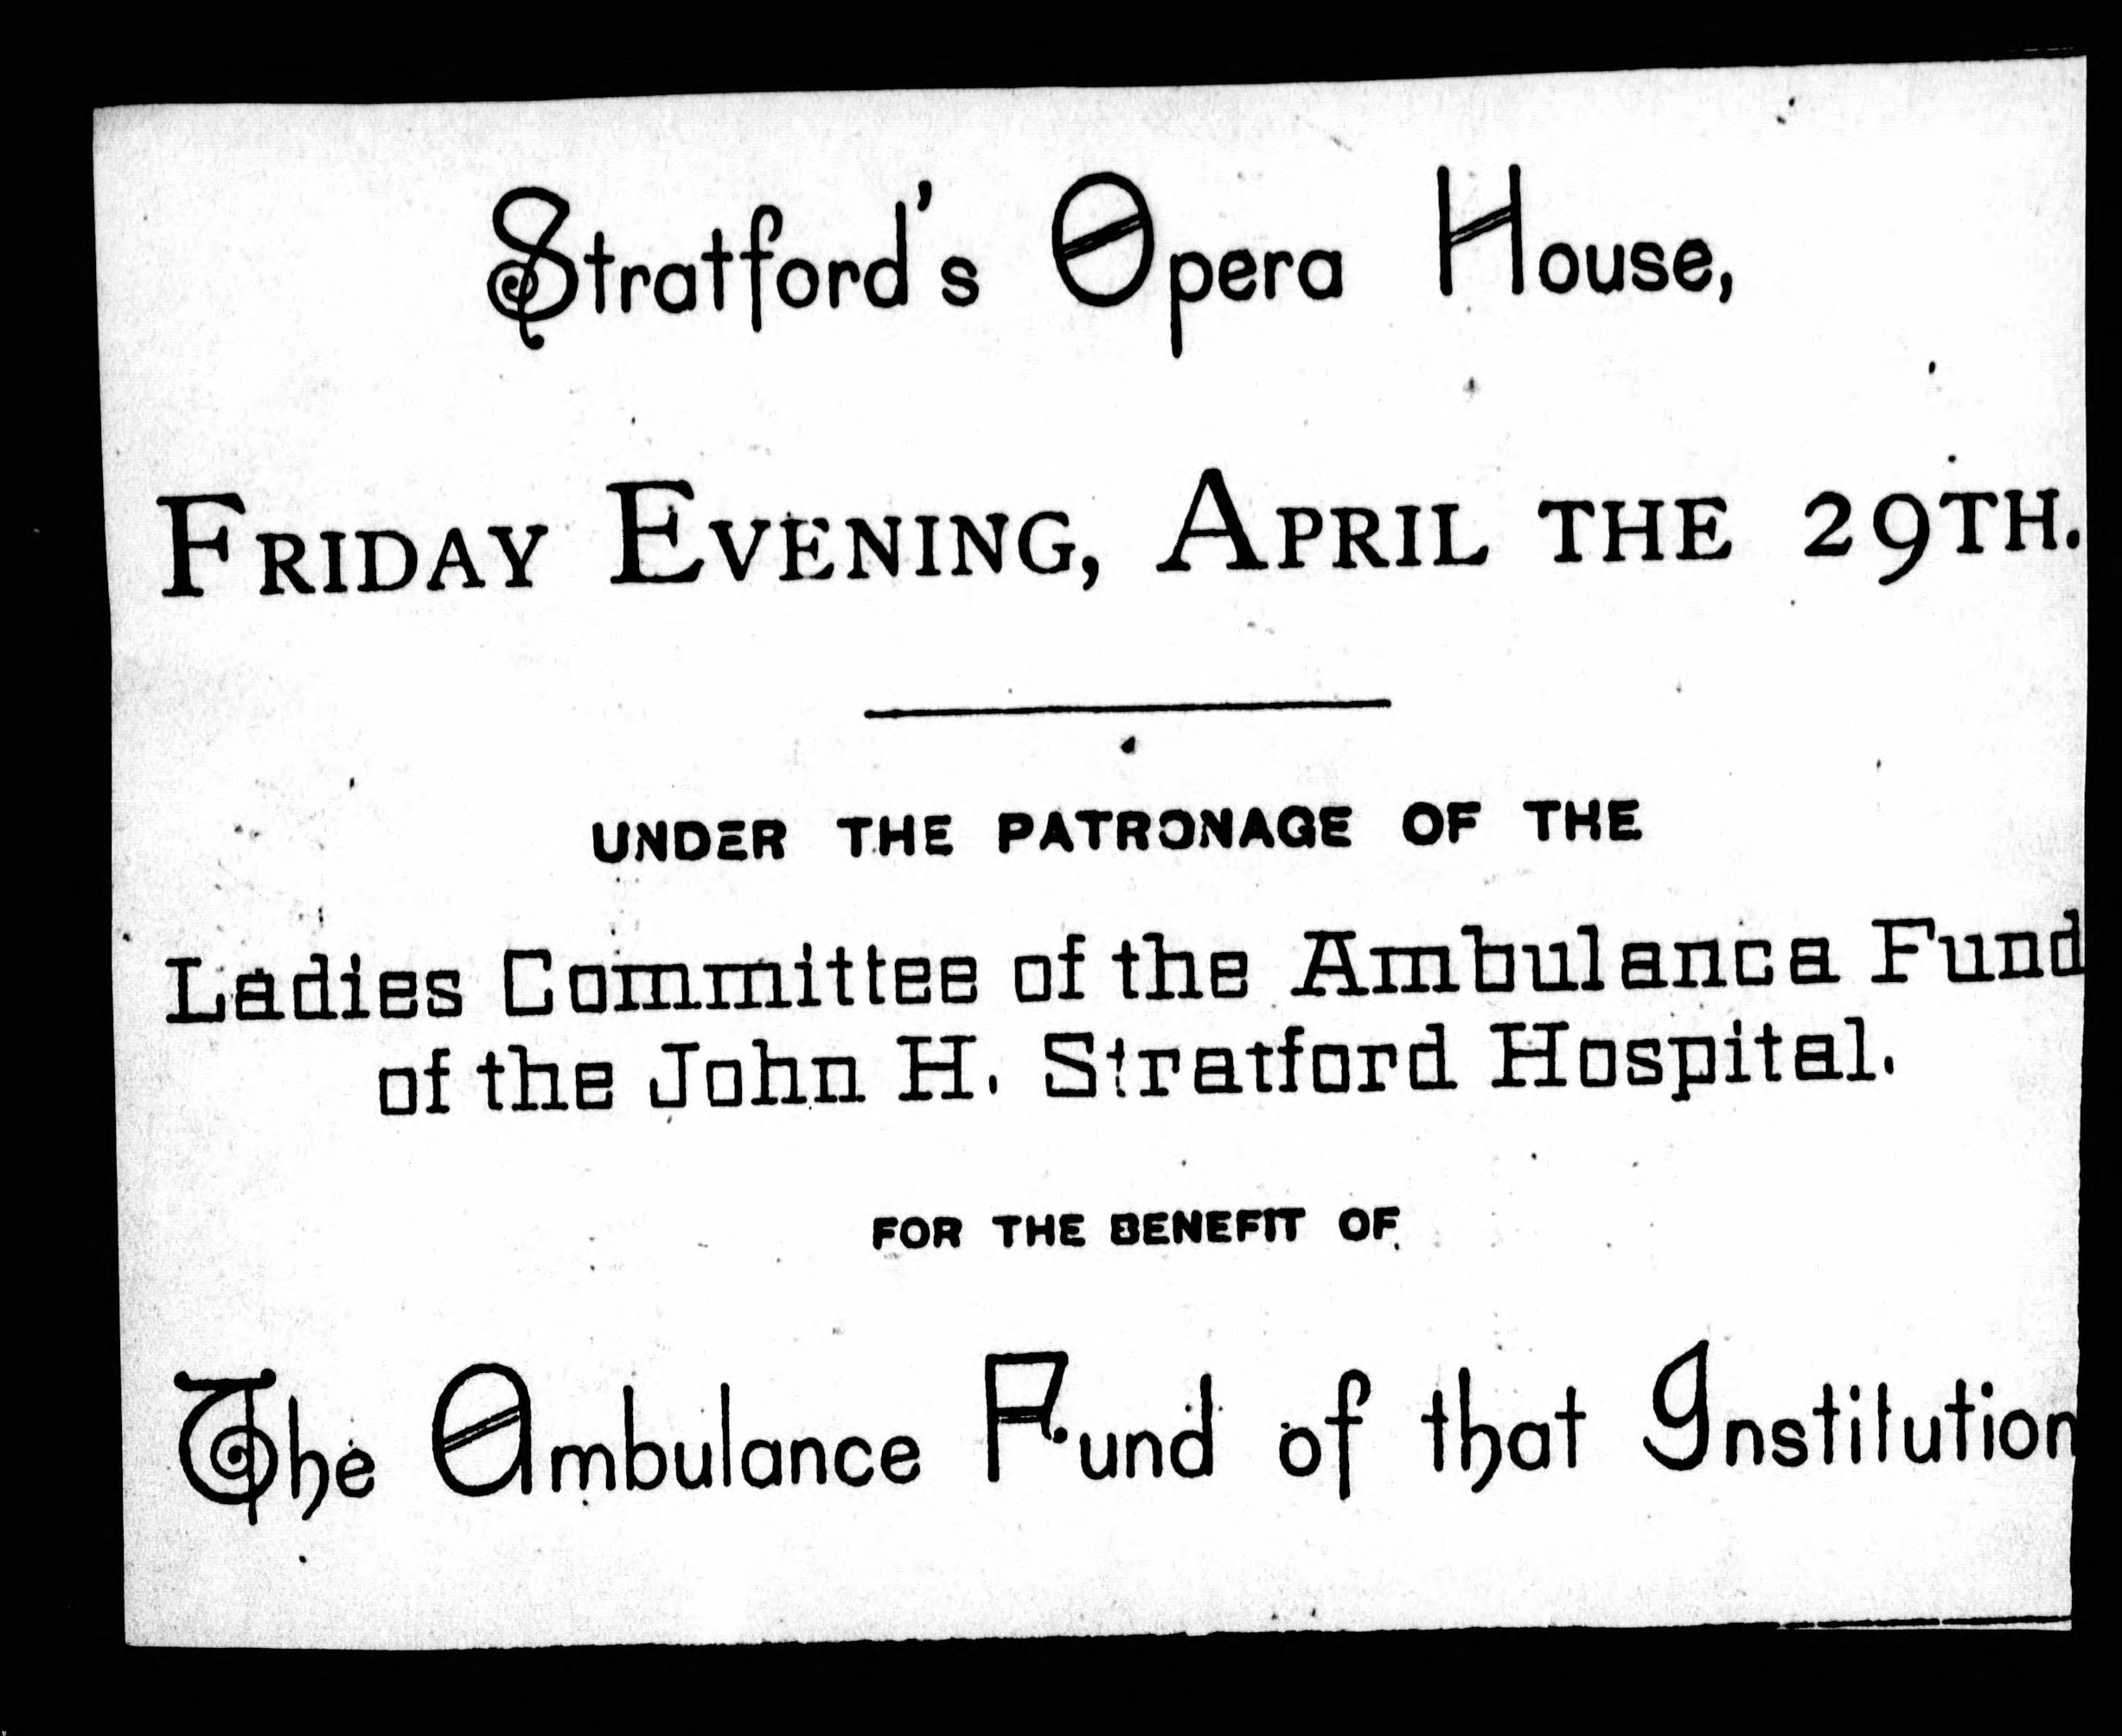 Stratford's Opera House,
FRIDAY EVENING, APRIL THE 29TH.
UNDER THE PATRONAGE OF THE
Ladies Committee of the Ambulanca Fund
of the John H. Stratford Hospital.
FOR THE BENEFIT OF
The Ambulance Fund of that Institution